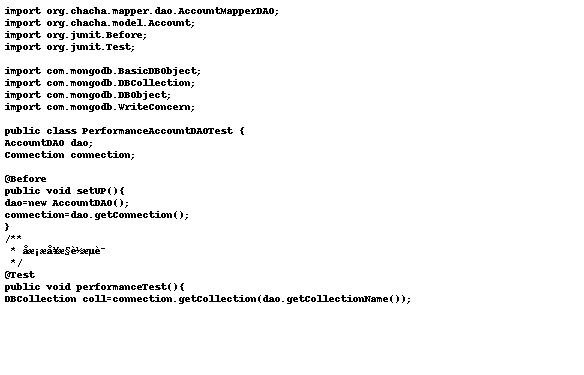 import org.chacha.mapper.dao.AccountMapperDAO;
import org.chacha.model.Account;
import org.junit.Before;
import org.junit.Test;
import com.mongodb.BasicDBObject;
import com.mongodb.DBCollection;
import com.mongodb.DBObject;
import com.mongodb.WriteConcern;
public class PerformanceAccountDAOTest {
AccountDAO dao;
Connection connection;
@Before
public void setUP(){
dao=new AccountDAO();
connection=dao.getConnection();
}
/**
*
*/
@Test
public void performanceTest(){
DBCollection coll=connection.getCollection(dao.getCollectionName());